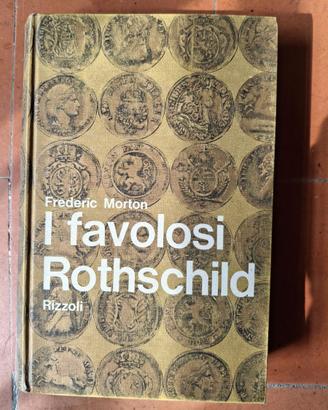 Frederic Morton
I favolosi
Rothschild
Rizzoli